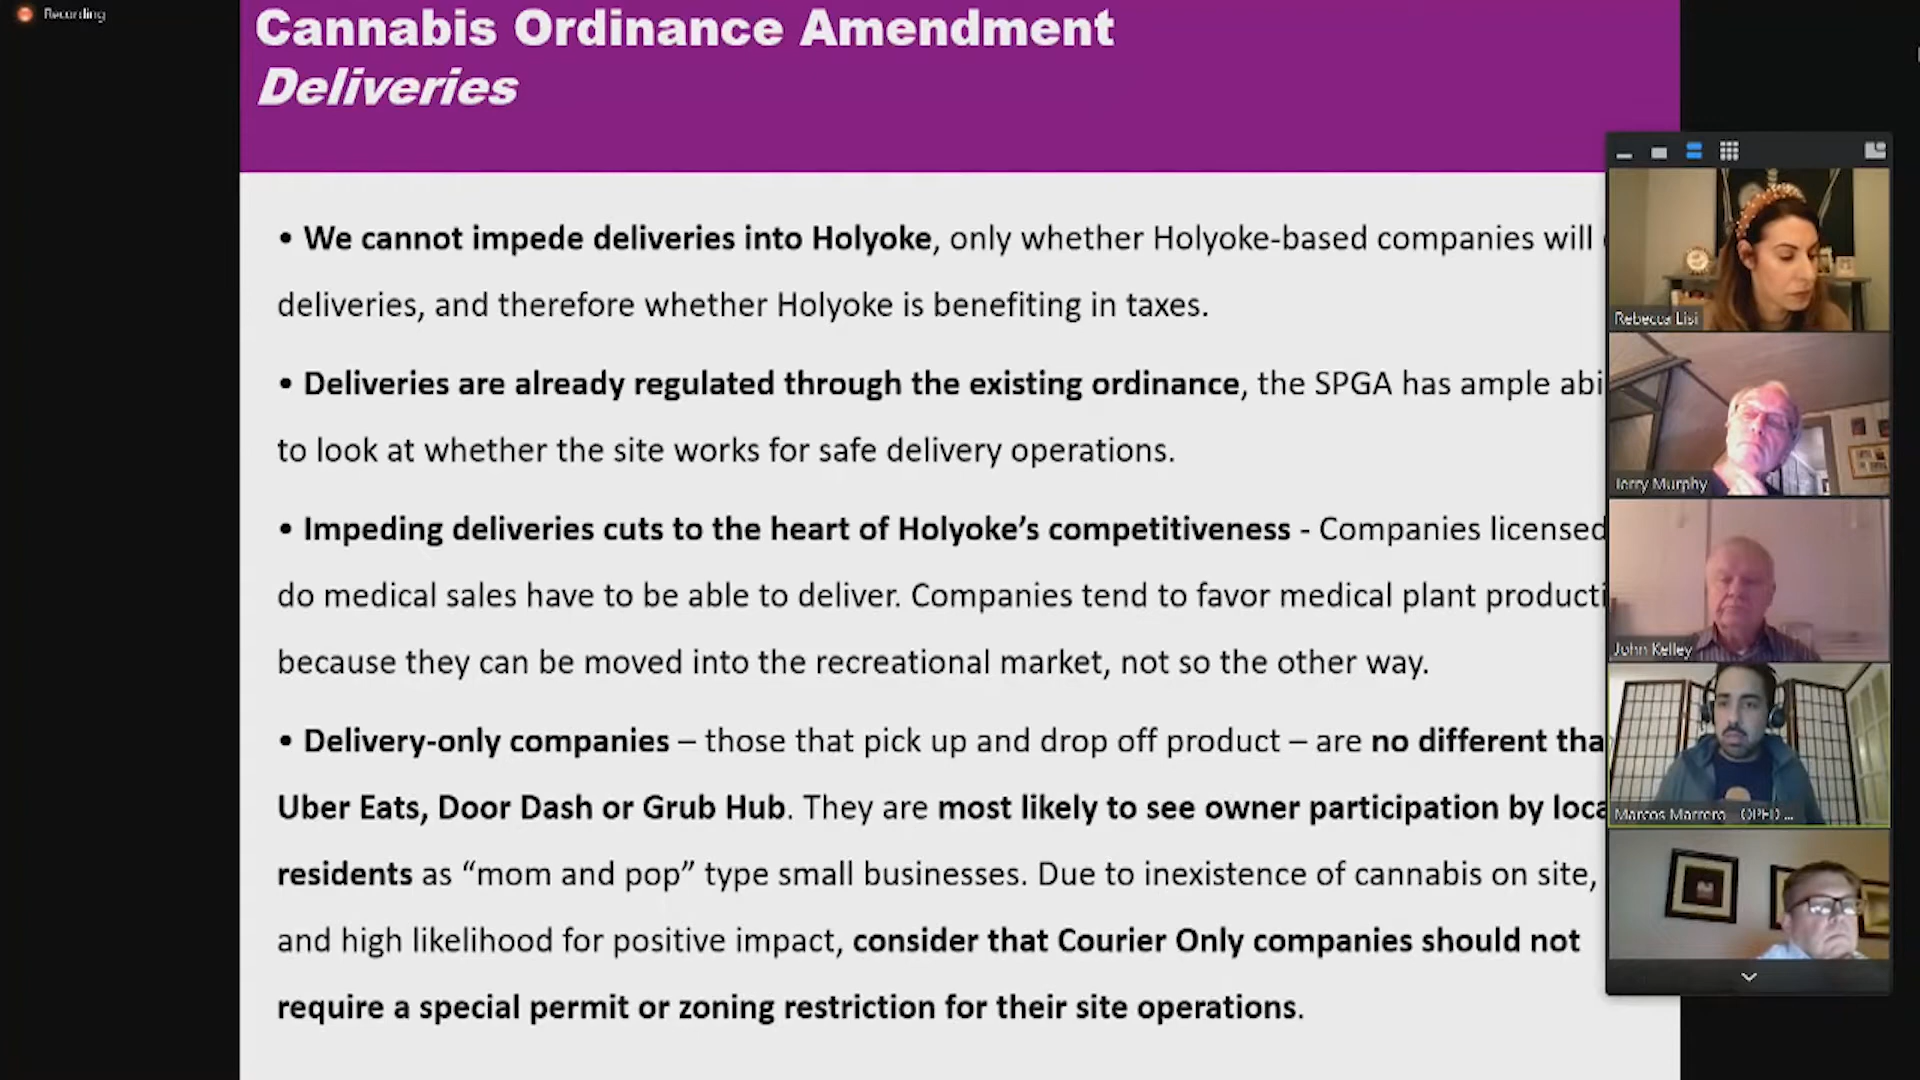 Recording
Cannabis Ordinance Amendment
Deliveries
• We cannot impede deliveries into Holyoke, only whether Holyoke-based companies will
deliveries, and therefore whether Holyoke is benefiting in taxes.
• Deliveries are already regulated through the existing ordinance, the SPGA has ample abi
to look at whether the site works for safe delivery operations.
• Impeding deliveries cuts to the heart of Holyoke’s competitiveness - Companies licensed
do medical sales have to be able to deliver. Companies tend to favor medical plant producti
because they can be moved into the recreational market, not so the other way.
• Delivery-only companies – those that pick up and drop off product – are no different tha
Uber Eats, Door Dash or Grub Hub. They are most likely to see owner participation by loca
residents as “mom and pop” type small businesses. Due to inexistence of cannabis on site,
and high likelihood for positive impact, consider that Courier Only companies should not
require a special permit or zoning restriction for their site operations.
Rebecca Lisi
Terry Murphy
John Kelley
Marcos Marrero - OPED ...